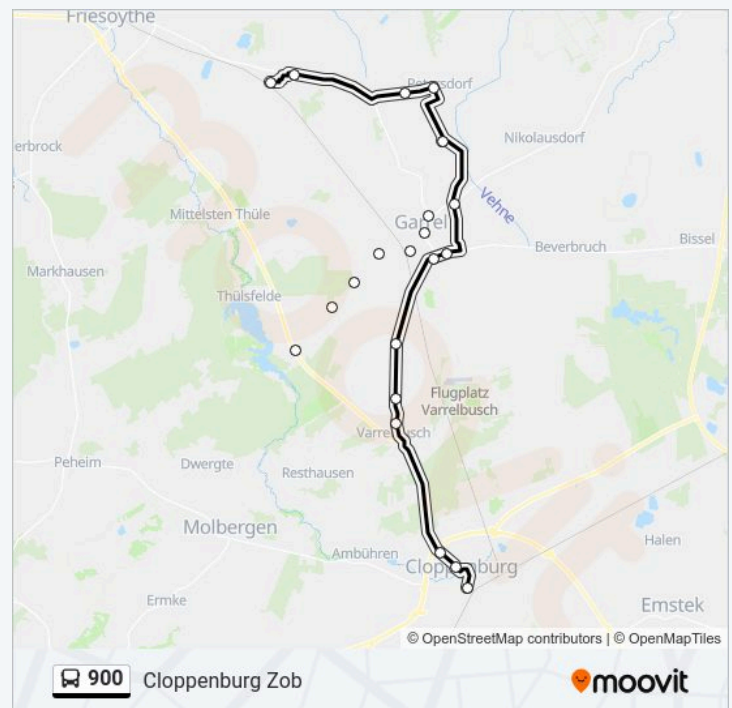 Friesoythe
Petersdorf
erbrock
Nikolausdorf
Mittelsten Thüle
Vehne
Garrel
Beverbruch
Bissel
Markhausen
Thülsfelde
Flugplatz
Varrelbusch
Varrelbusch
Peheim
Dwergte
Resthausen
Molbergen
Halen
Ambühren
Cloppenburg
Ermke
Emstek
© OpenStreetMap contributors | © OpenMapTiles
900 Cloppenburg Zob
moovit